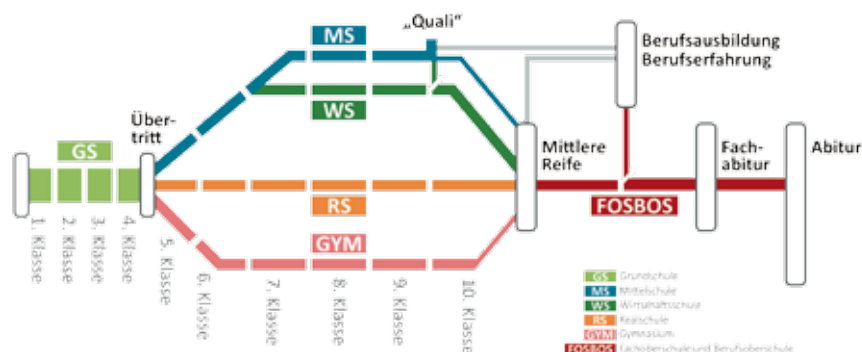 MS
„Quali“
Berufsausbildung
Berufserfahrung
WS
Über-
tritt
GS
Mittlere
Reife
Fach-
abitur
Abitur
RS
FOSBOS
GYM
1. Klasse
2. Klasse
3. Klasse
4. Klasse
5. Klasse
6. Klasse
7. Klasse
8. Klasse
9. Klasse
10. Klasse
GS Grundschule
MS Mittelschule
WS Wirtschaftsschule
RS Realschule
GYM Gymnasium
FOSBOS Fachoberschule und Berufsoberschule